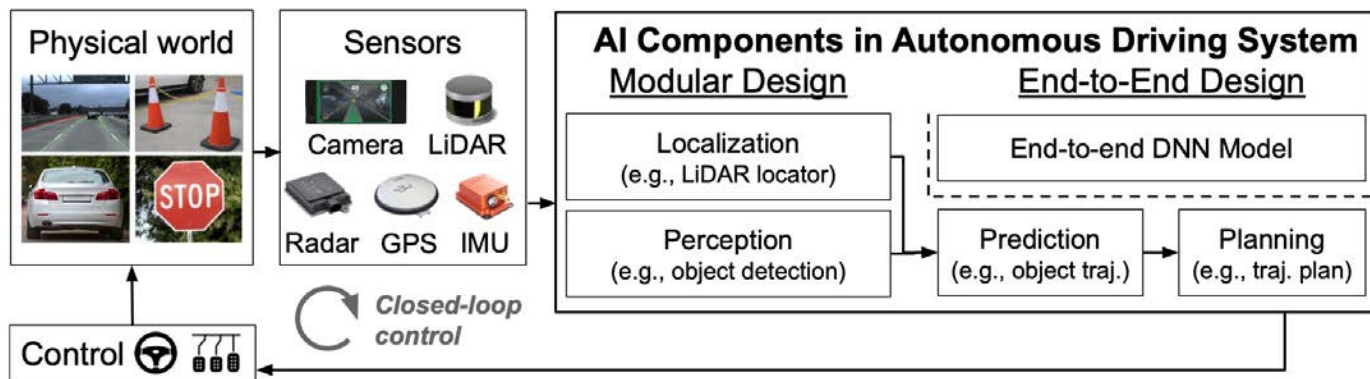 Physical world
STOP
Sensors
Camera
LiDAR
Radar
GPS
IMU
AI Components in Autonomous Driving System
Modular Design
End-to-End Design
Localization
(e.g., LiDAR locator)
End-to-end DNN Model
Perception
(e.g., object detection)
Prediction
(e.g., object traj.)
Planning
(e.g., traj. plan)
Closed-loop
control
Control